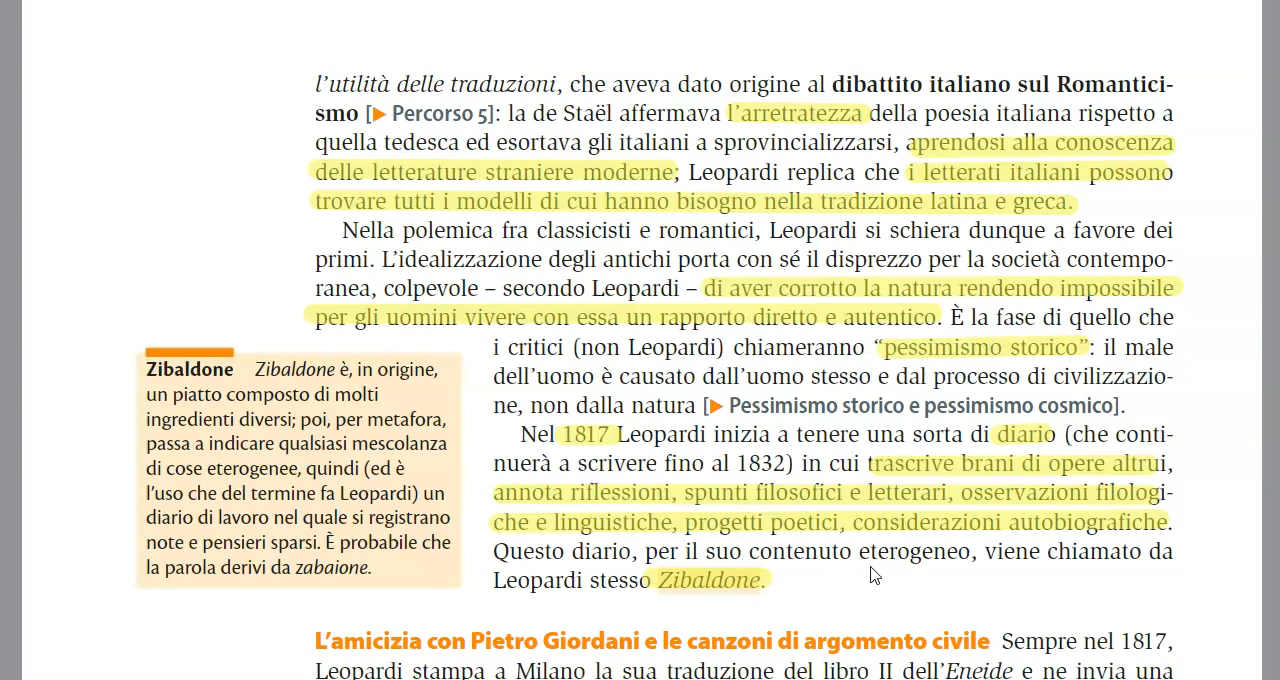 l’utilità delle traduzioni, che aveva dato origine al dibattito italiano sul Romantici-
smo [▶ Percorso 5]: la de Staël affermava l’arretratezza della poesia italiana rispetto a
quella tedesca ed esortava gli italiani a sprovincializzarsi, aprendosi alla conoscenza
delle letterature straniere moderne; Leopardi replica che i letterati italiani possono
trovare tutti i modelli di cui hanno bisogno nella tradizione latina e greca.
Nella polemica fra classicisti e romantici, Leopardi si schiera dunque a favore dei
primi. L’idealizzazione degli antichi porta con sé il disprezzo per la società contempo-
ranea, colpevole – secondo Leopardi – di aver corrotto la natura rendendo impossibile
per gli uomini vivere con essa un rapporto diretto e autentico. È la fase di quello che
i critici (non Leopardi) chiameranno “pessimismo storico”: il male
dell’uomo è causato dall’uomo stesso e dal processo di civilizzazio-
ne, non dalla natura [▶ Pessimismo storico e pessimismo cosmico].
Nel 1817 Leopardi inizia a tenere una sorta di diario (che conti-
nuerà a scrivere fino al 1832) in cui trascrive brani di opere altrui,
annota riflessioni, spunti filosofici e letterari, osservazioni filologi-
che e linguistiche, progetti poetici, considerazioni autobiografiche.
Questo diario, per il suo contenuto eterogeneo, viene chiamato da
Leopardi stesso Zibaldone.
Zibaldone Zibaldone è, in origine,
un piatto composto di molti
ingredienti diversi; poi, per metafora,
passa a indicare qualsiasi mescolanza
di cose eterogenee, quindi (ed è
l’uso che del termine fa Leopardi) un
diario di lavoro nel quale si registrano
note e pensieri sparsi. È probabile che
la parola derivi da zabaione.
L’amicizia con Pietro Giordani e le canzoni di argomento civile Sempre nel 1817,
Leopardi stampa a Milano la sua traduzione del libro II dell’Eneide e ne invia una